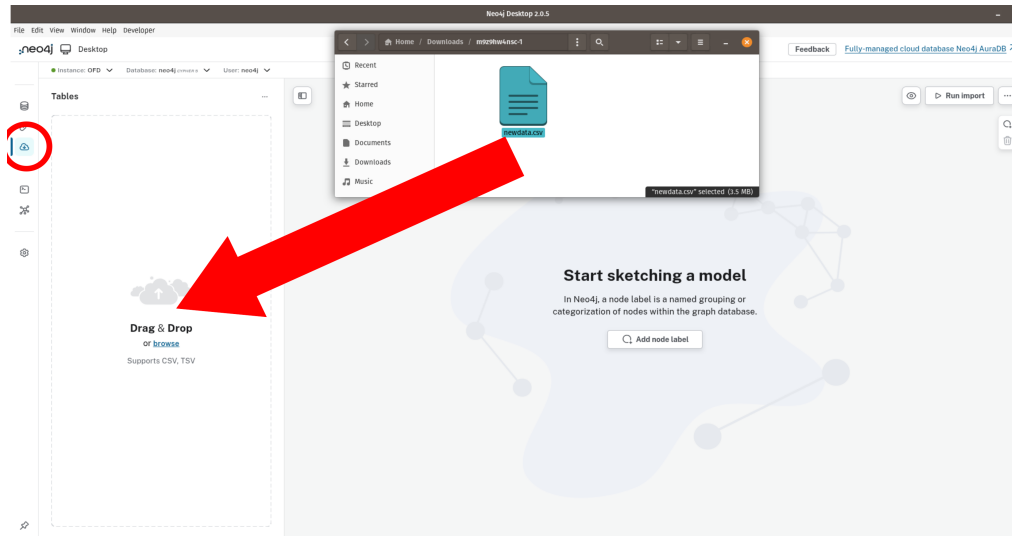 Neo4j Desktop 2.0.5
File Edit View Window Help Developer
:neo4j Desktop
Feedback
Fully-managed cloud database Neo4j AuraDB
Instance: OFD
Database: neo4j
User: neo4j
Tables
Run import
Home / Downloads / m9z9hw4nsc-1
Recent
Starred
Home
Desktop
Documents
Downloads
Music
newdata.csv
"newdata.csv" selected (3.5 MB)
Drag & Drop
or browse
Supports CSV, TSV
Start sketching a model
In Neo4j, a node label is a named grouping or
categorization of nodes within the graph database.
Add node label